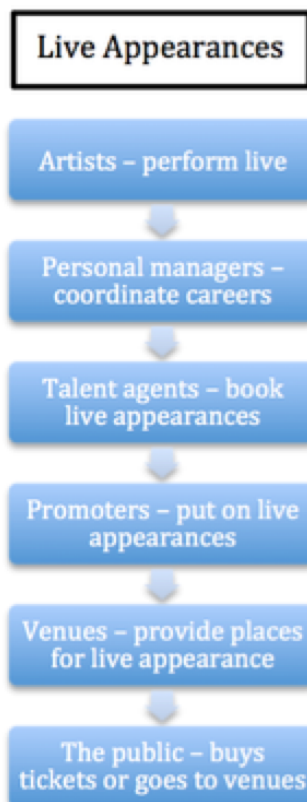 Live Appearances
Artists – perform live
Personal managers –
coordinate careers
Talent agents – book
live appearances
Promoters – put on live
appearances
Venues – provide places
for live appearance
The public – buys
tickets or goes to venues